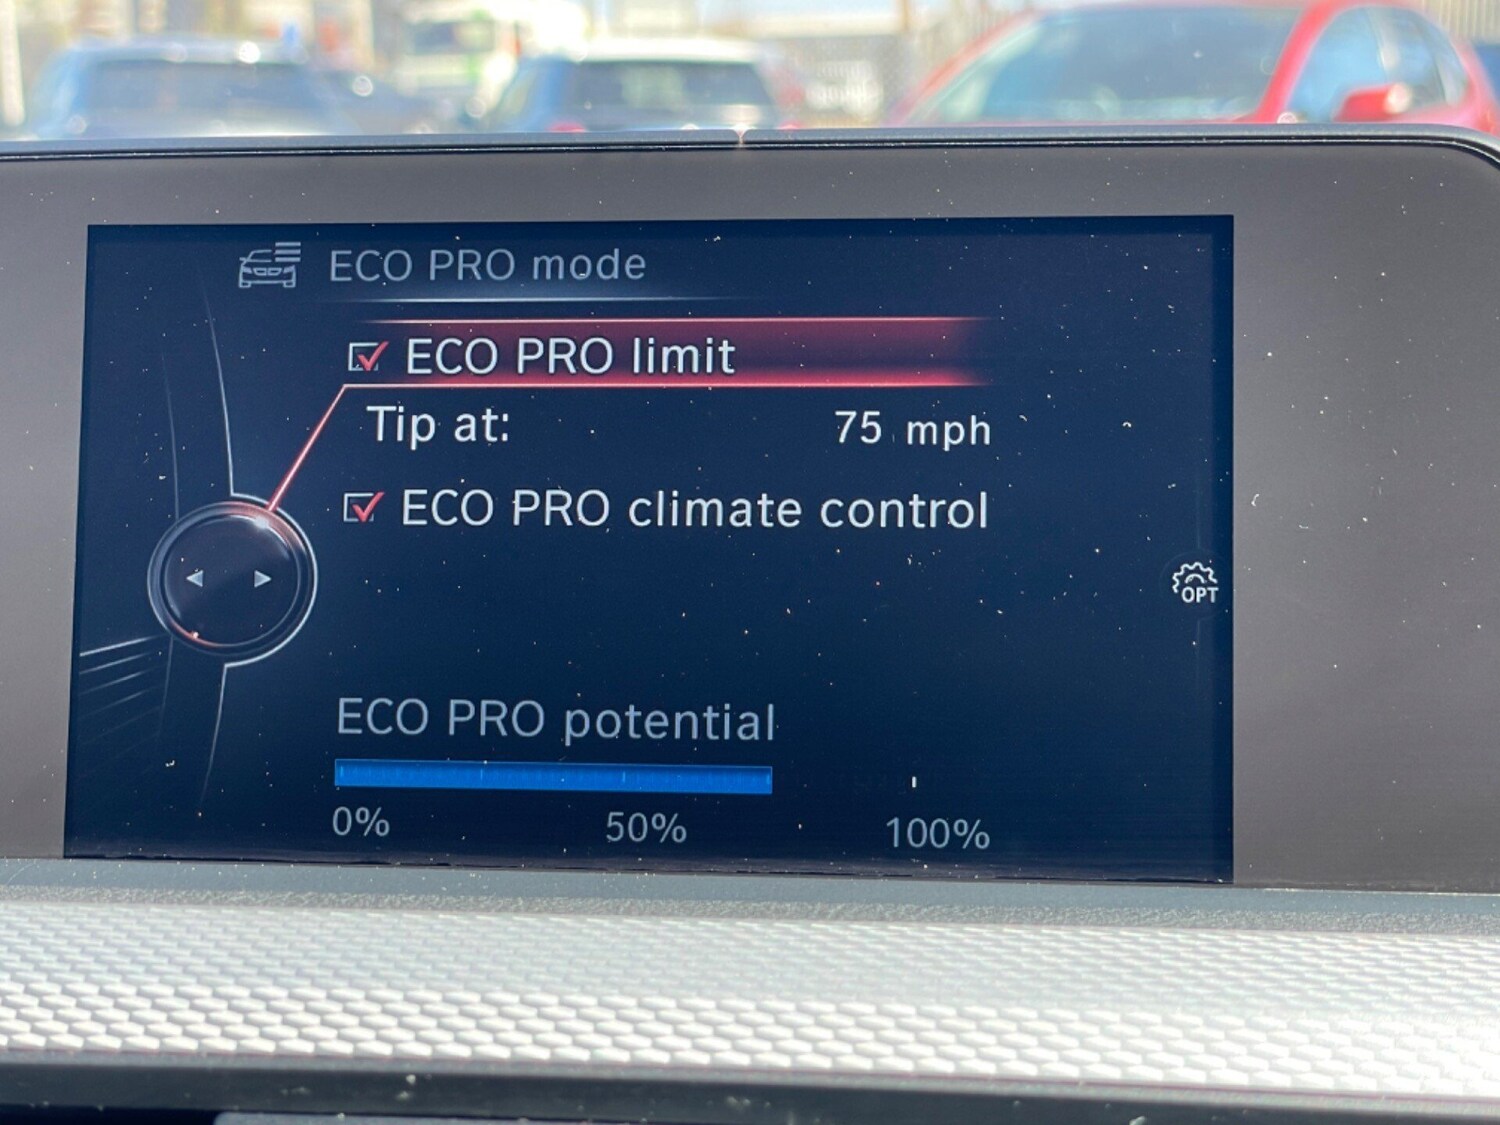 ECO PRO mode
ECO PRO limit
Tip at: 75 mph
ECO PRO climate control
OPT
ECO PRO potential
0% 50% 100%